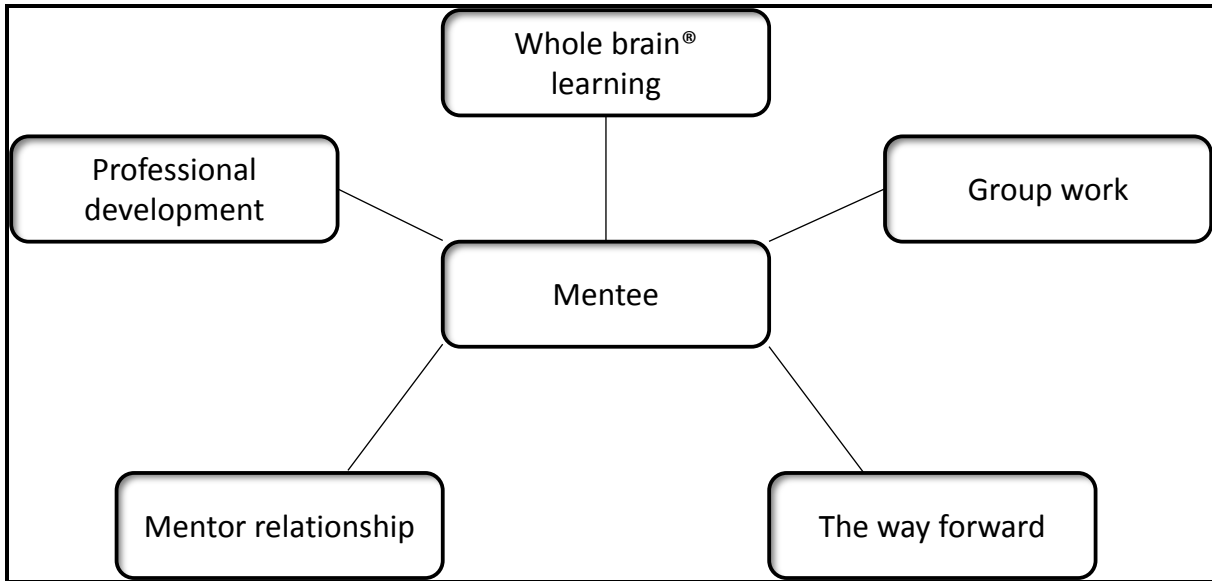 Whole brain®
learning
Professional
development
Group work
Mentee
Mentor relationship
The way forward